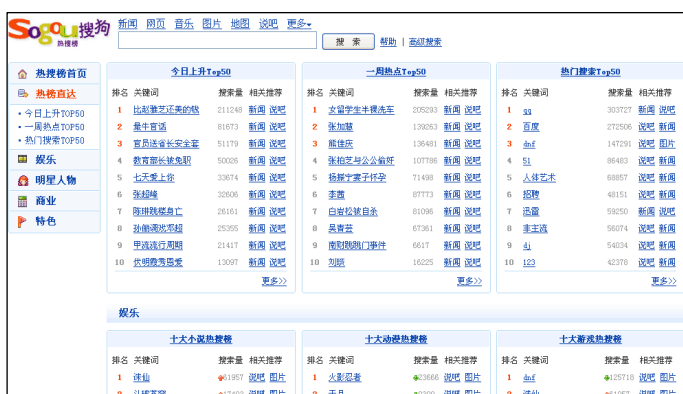 Sogou搜狗
热搜榜
新闻 网页 音乐 图片 地图 说吧 更多
搜 索 帮助 | 高级搜索
热搜榜首页
热榜直达
·今日上升TOP50
·一周热点TOP50
·热门搜索TOP50
娱乐
明星人物
商业
特色
今日上升Top50
排名 关键词 搜索量 相关推荐
1 比赵雅芝还美的钱 211248 新闻 说吧
2 最牛官话 81673 新闻 说吧
3 官员送省长安全套 51179 新闻 说吧
4 教育部长被免职 50026 新闻 说吧
5 七天爱上你 33674 新闻 说吧
6 张超峰 32606 新闻 说吧
7 陈琳跳楼身亡 26161 新闻 说吧
8 孙俪调戏邓超 25355 新闻 说吧
9 甲流流行周期 21417 新闻 说吧
10 伏明霞秀恩爱 13097 新闻 说吧
更多>>
一周热点Top50
排名 关键词 搜索量 相关推荐
1 女留学生半裸洗车 205293 新闻 说吧
2 张加慧 139263 新闻 说吧
3 熊佳庆 136481 新闻 说吧
4 张柏芝与公公偷奸 107786 新闻 说吧
5 杨幂宁桌子怀孕 71498 新闻 说吧
6 李茜 87773 新闻 说吧
7 白岩松被自杀 81096 新闻 说吧
8 吴青芸 67361 新闻 说吧
9 南财跳跳门事件 6617 新闻 说吧
10 刘旂 16225 新闻 说吧
更多>>
热门搜索Top50
排名 关键词 搜索量 相关推荐
1 qq 303727 新闻 说吧
2 百度 272506 说吧 新闻
3 dnf 147291 说吧 图片
4 51 86483 说吧 新闻
5 人体艺术 68857 说吧 新闻
6 招聘 48151 说吧 新闻
7 迅雷 59250 新闻 说吧
8 非主流 56074 说吧 新闻
9 4j 54034 说吧 新闻
10 123 42378 说吧 新闻
更多>>
娱乐
十大小说热搜榜
排名 关键词 搜索量 相关推荐
1 诛仙 61957 说吧 图片
十大动漫热搜榜
排名 关键词 搜索量 相关推荐
1 火影忍者 23666 说吧 图片
十大游戏热搜榜
排名 关键词 搜索量 相关推荐
1 dnf 125718 说吧 图片